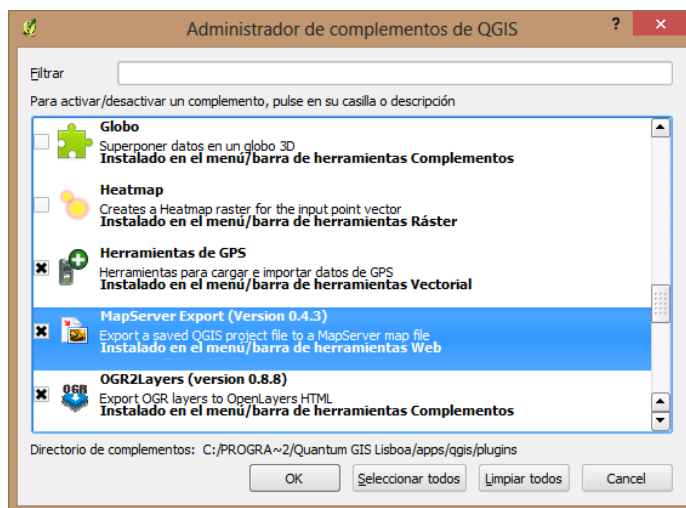 Administrador de complementos de QGIS
?
×
Filtrar
Para activar/desactivar un complemento, pulse en su casilla o descripción
Globo
Superponer datos en un globo 3D
Instalado en el menú/barra de herramientas Complementos
Heatmap
Creates a Heatmap raster for the input point vector
Instalado en el menú/barra de herramientas Ráster
Herramientas de GPS
Herramientas para cargar e importar datos de GPS
Instalado en el menú/barra de herramientas Vectorial
MapServer Export (Version 0.4.3)
Export a saved QGIS project file to a MapServer map file
Instalado en el menú/barra de herramientas Web
OGR
OGR2Layers (version 0.8.8)
Export OGR layers to OpenLayers HTML
Instalado en el menú/barra de herramientas Complementos
Directorio de complementos: C:/PROGRA~2/Quantum GIS Lisboa/apps/qgis/plugins
OK
Seleccionar todos
Limpiar todos
Cancel